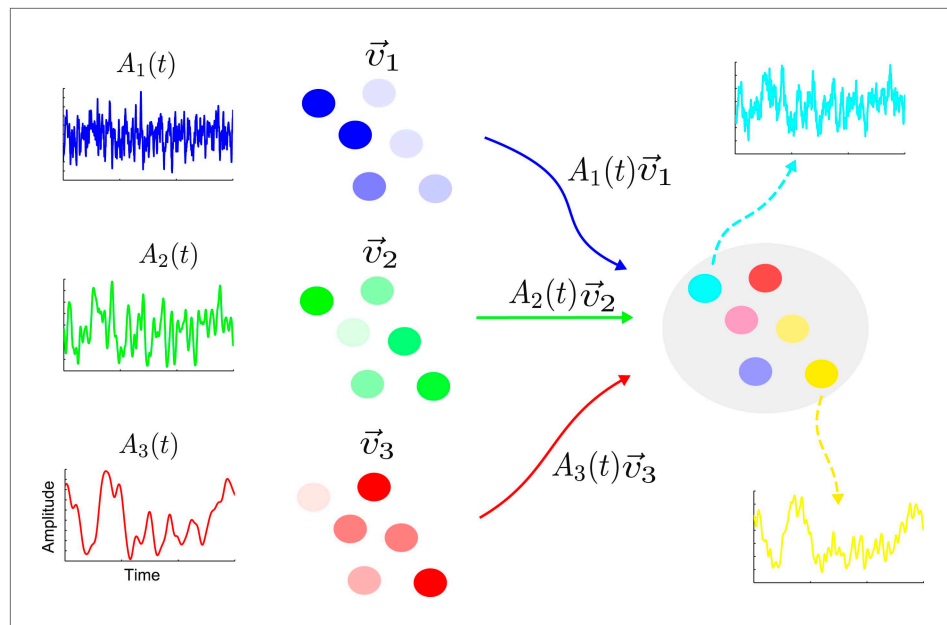 A₁(t)
v⃗₁
A₁(t)v⃗₁
A₂(t)
v⃗₂
A₂(t)v⃗₂
A₃(t)
v⃗₃
A₃(t)v⃗₃
Amplitude
Time